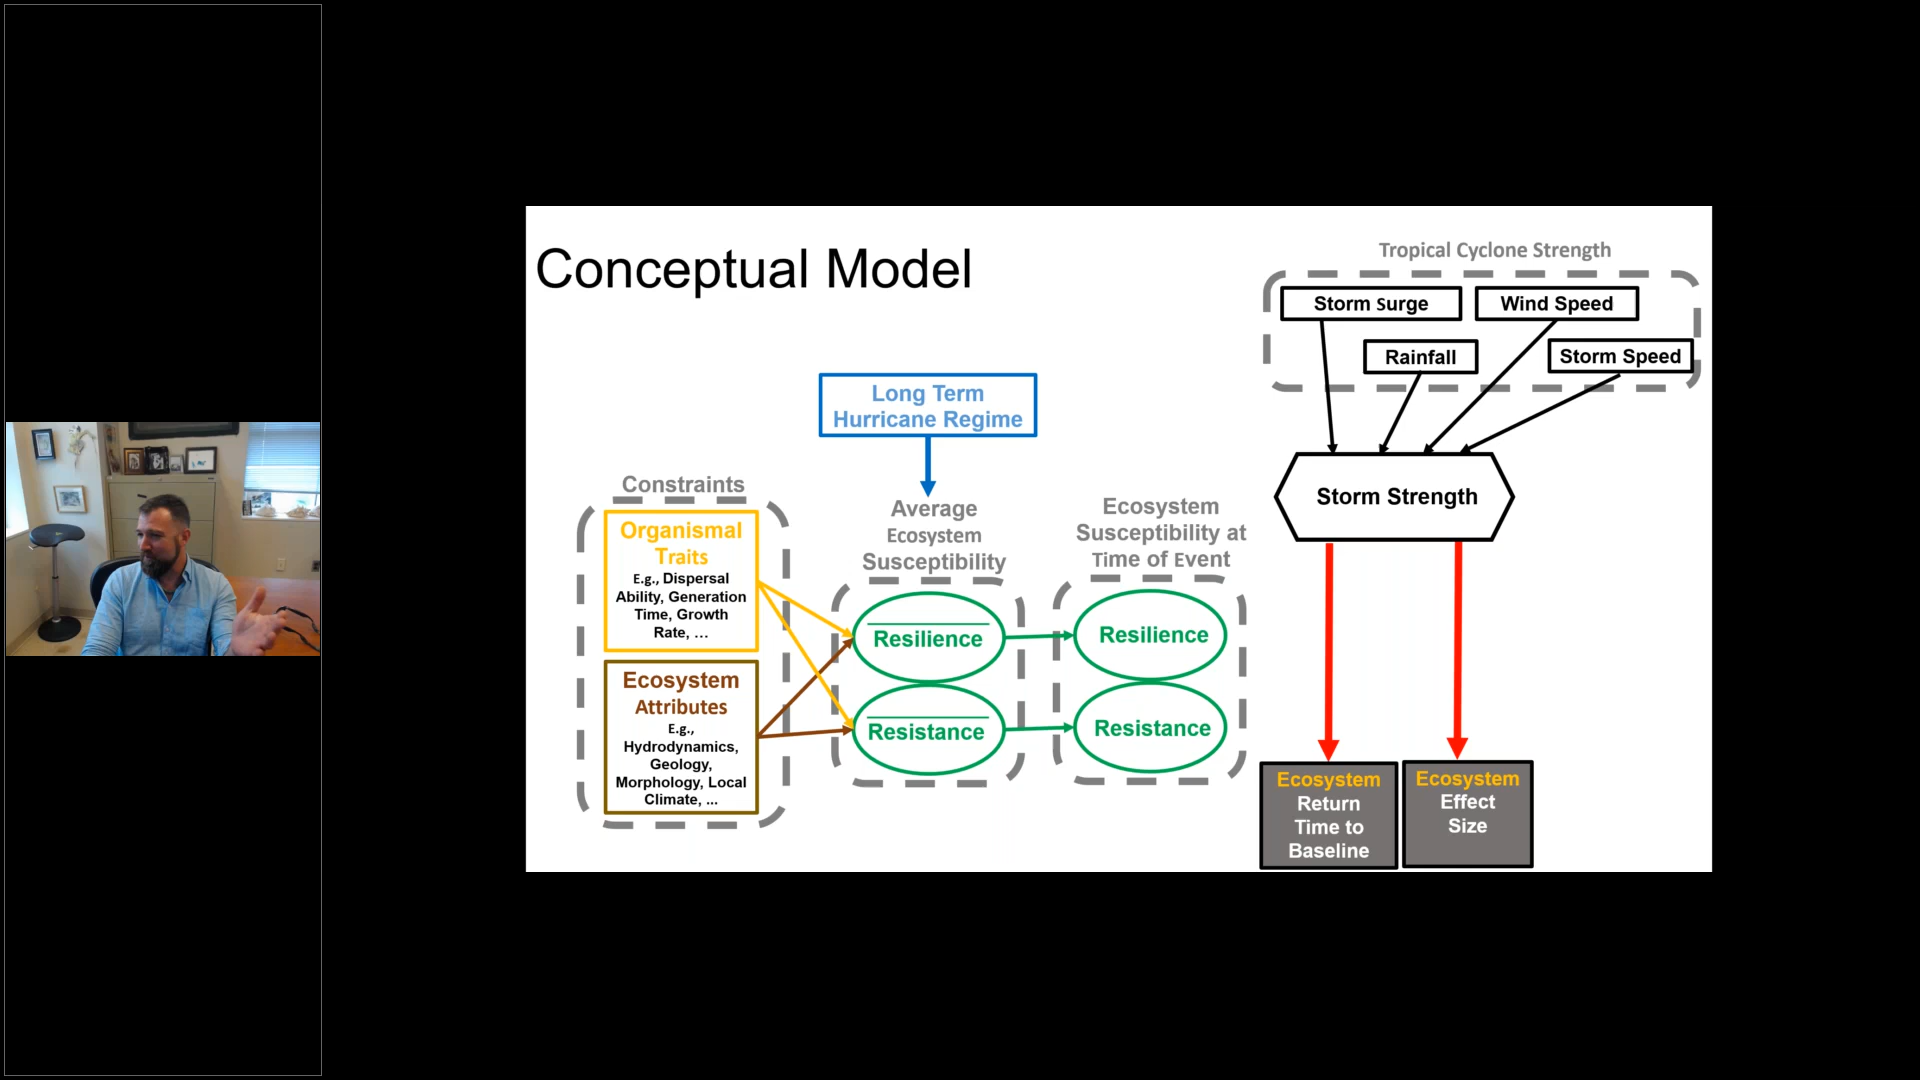 Conceptual Model
Tropical Cyclone Strength
Storm Surge
Wind Speed
Rainfall
Storm Speed
Storm Strength
Long Term
Hurricane Regime
Constraints
Organismal
Traits
E.g., Dispersal
Ability, Generation
Time, Growth
Rate, ...
Ecosystem
Attributes
E.g.,
Hydrodynamics,
Geology,
Morphology, Local
Climate, ...
Average
Ecosystem
Susceptibility
Resilience
Resistance
Ecosystem
Susceptibility at
Time of Event
Resilience
Resistance
Ecosystem
Return
Time to
Baseline
Ecosystem
Effect
Size